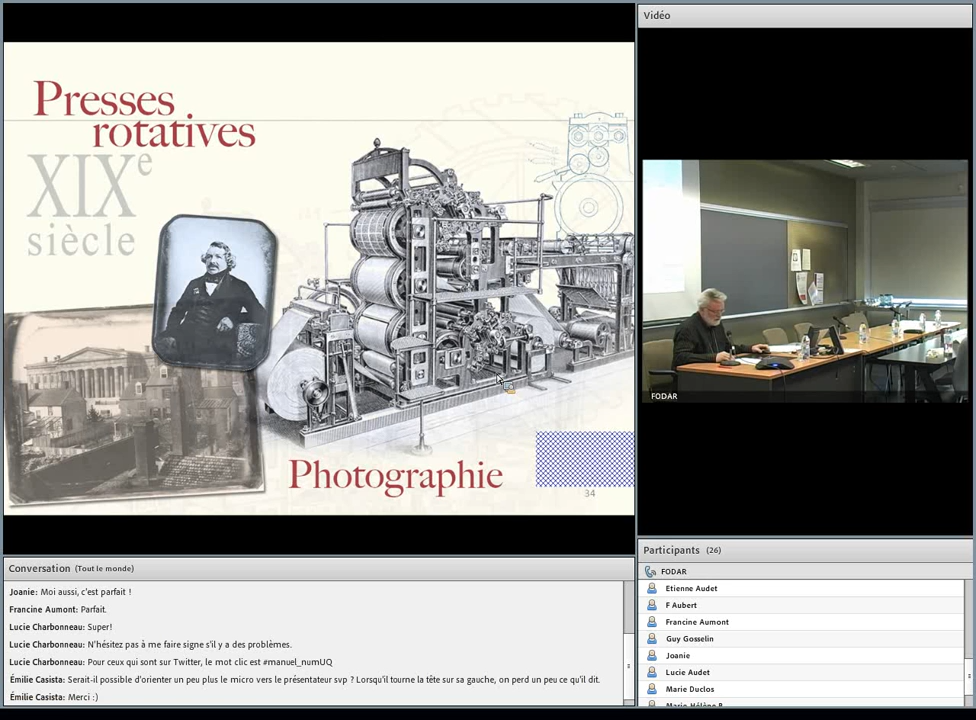 Presses
rotatives
XIXe
siècle
Photographie
34
Vidéo
FODAR
Conversation (Tout le monde)
Joanie: Moi aussi, c'est parfait !
Francine Aumont: Parfait.
Lucie Charbonneau: Super!
Lucie Charbonneau: N'hésitez pas à me faire signe s'il y a des problèmes.
Lucie Charbonneau: Pour ceux qui sont sur Twitter, le mot clic est #manuel_numUQ
Émilie Casista: Serait-il possible d'orienter un peu plus le micro vers le présentateur svp ? Lorsqu'il tourne la tête sur sa gauche, on perd un peu ce qu'il dit.
Émilie Casista: Merci :)
Participants (26)
FODAR
Etienne Audet
F Aubert
Francine Aumont
Guy Gosselin
Joanie
Lucie Audet
Marie Duclos
Marie-Hélène